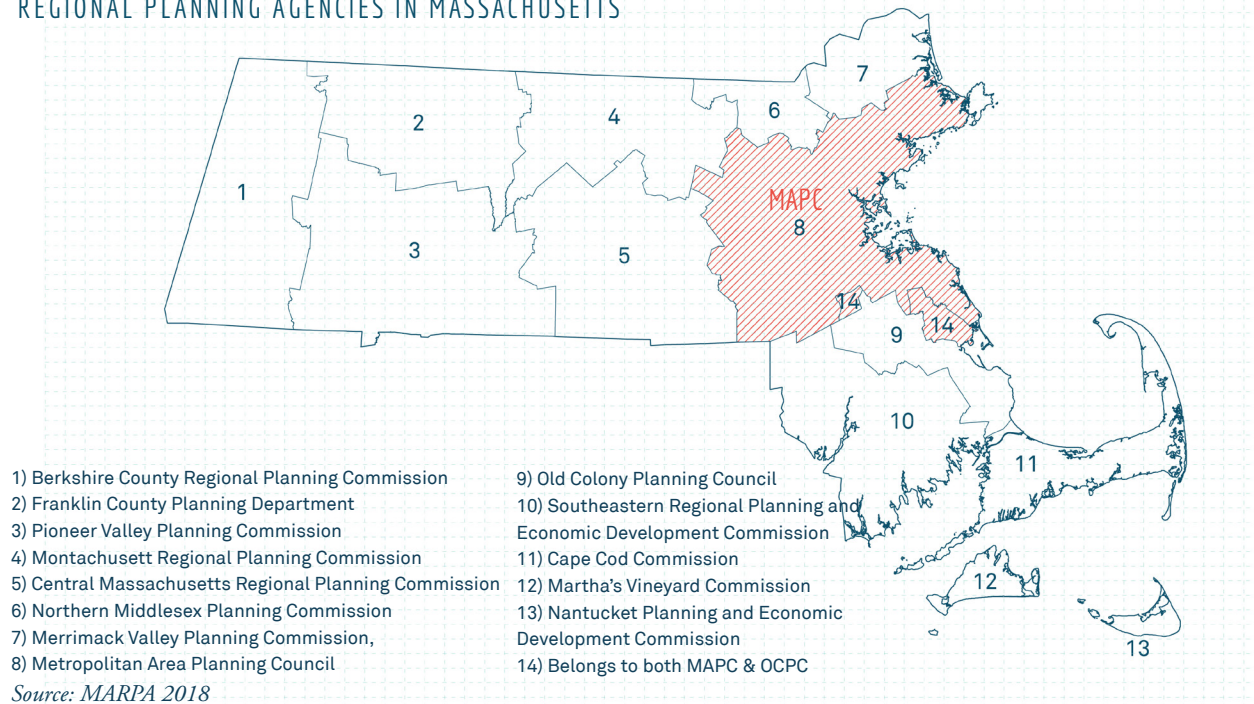 REGIONAL PLANNING AGENCIES IN MASSACHUSETTS
7
2
4
6
1
MAPC
8
3
5
14
14
9
10
11
12
13
1) Berkshire County Regional Planning Commission
2) Franklin County Planning Department
3) Pioneer Valley Planning Commission
4) Montachusett Regional Planning Commission
5) Central Massachusetts Regional Planning Commission
6) Northern Middlesex Planning Commission
7) Merrimack Valley Planning Commission,
8) Metropolitan Area Planning Council
9) Old Colony Planning Council
10) Southeastern Regional Planning and
Economic Development Commission
11) Cape Cod Commission
12) Martha’s Vineyard Commission
13) Nantucket Planning and Economic
Development Commission
14) Belongs to both MAPC & OCPC
Source: MARPA 2018